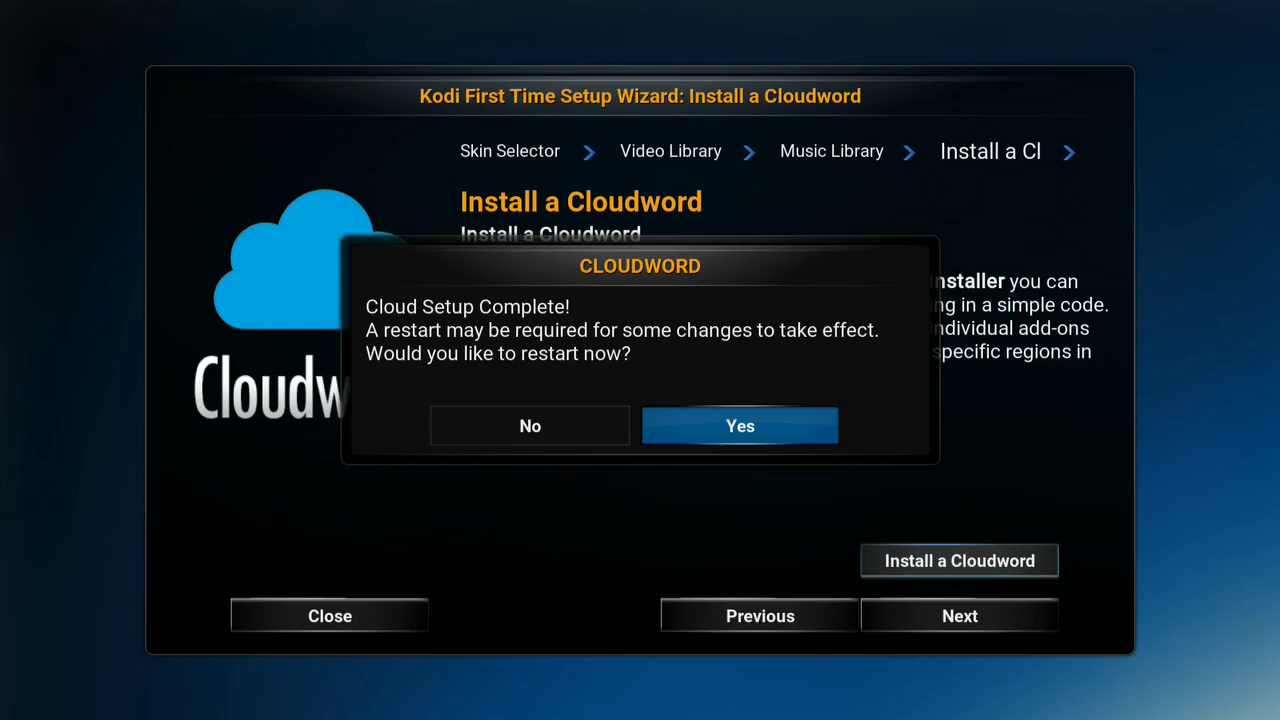 Kodi First Time Setup Wizard: Install a Cloudword
Skin Selector Video Library Music Library Install a Cl
Install a Cloudword
Install a Cloudword
CLOUDWORD
Cloud Setup Complete!
A restart may be required for some changes to take effect.
Would you like to restart now?
No Yes
nstaller you can
ng in a simple code.
individual add-ons
specific regions in
Cloudw
Install a Cloudword
Close Previous Next